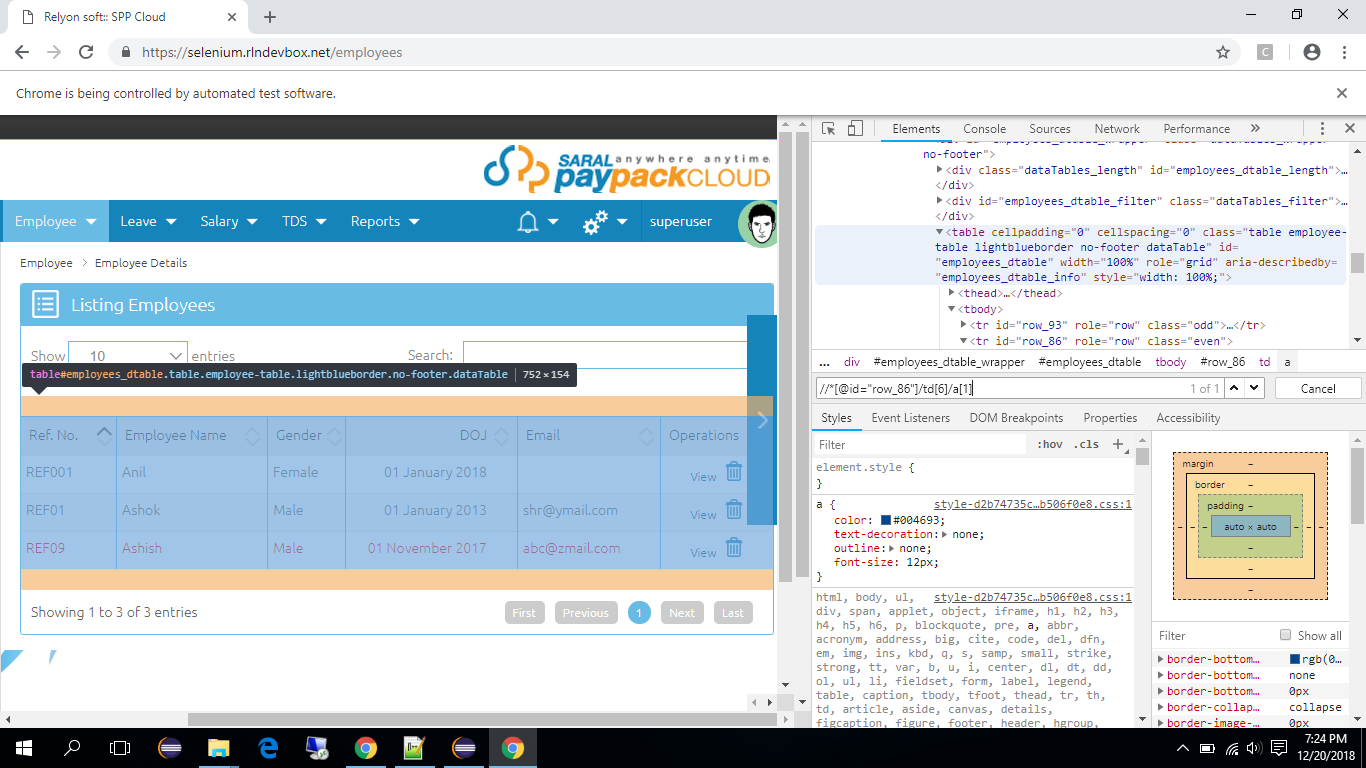 Relyon soft:: SPP Cloud
https://selenium.rlndevbox.net/employees
C
Chrome is being controlled by automated test software.
SARAL anywhere anytime
paypackCLOUD
Employee Leave Salary TDS Reports superuser
Employee > Employee Details
Listing Employees
Show 10 entries Search:
table#employees_dtable.table.employee-table.lightblueborder.no-footer.dataTable | 752 × 154
Ref. No. Employee Name Gender DOJ Email Operations
REF001 Anil Female 01 January 2018 View
REF01 Ashok Male 01 January 2013 shr@ymail.com View
REF09 Ashish Male 01 November 2017 abc@zmail.com View
Showing 1 to 3 of 3 entries First Previous 1 Next Last
Elements Console Sources Network Performance »
no-footer">
<div class="dataTables_length" id="employees_dtable_length">…
</div>
<div id="employees_dtable_filter" class="dataTables_filter">…
</div>
<table cellpadding="0" cellspacing="0" class="table employee-
table lightblueborder no-footer dataTable" id=
"employees_dtable" width="100%" role="grid" aria-describedby=
"employees_dtable_info" style="width: 100%;">
<thead>…</thead>
<tbody>
<tr id="row_93" role="row" class="odd">…</tr>
<tr id="row_86" role="row" class="even">
... div #employees_dtable_wrapper #employees_dtable tbody #row_86 td a
//*[@id="row_86"]/td[6]/a[1] 1 of 1 Cancel
Styles Event Listeners DOM Breakpoints Properties Accessibility
Filter :hov .cls +
element.style {
}
a { style-d2b74735c…b506f0e8.css:1
color: #004693;
text-decoration: none;
outline: none;
font-size: 12px;
}
html, body, ul, style-d2b74735c…b506f0e8.css:1
div, span, applet, object, iframe, h1, h2, h3,
h4, h5, h6, p, blockquote, pre, a, abbr,
acronym, address, big, cite, code, del, dfn,
em, img, ins, kbd, q, s, samp, small, strike,
strong, tt, var, b, u, i, center, dl, dt, dd,
ol, ul, li, fieldset, form, label, legend,
table, caption, tbody, tfoot, thead, tr, th,
td, article, aside, canvas, details,
figcaption, figure, footer, header, hgroup,
margin –
border –
padding –
– – – auto × auto – – –
–
–
–
Filter Show all
border-bottom… rgb(0…
border-bottom… none
border-bottom… 0px
border-collap… collapse
border-image-… 0px
7:24 PM
12/20/2018